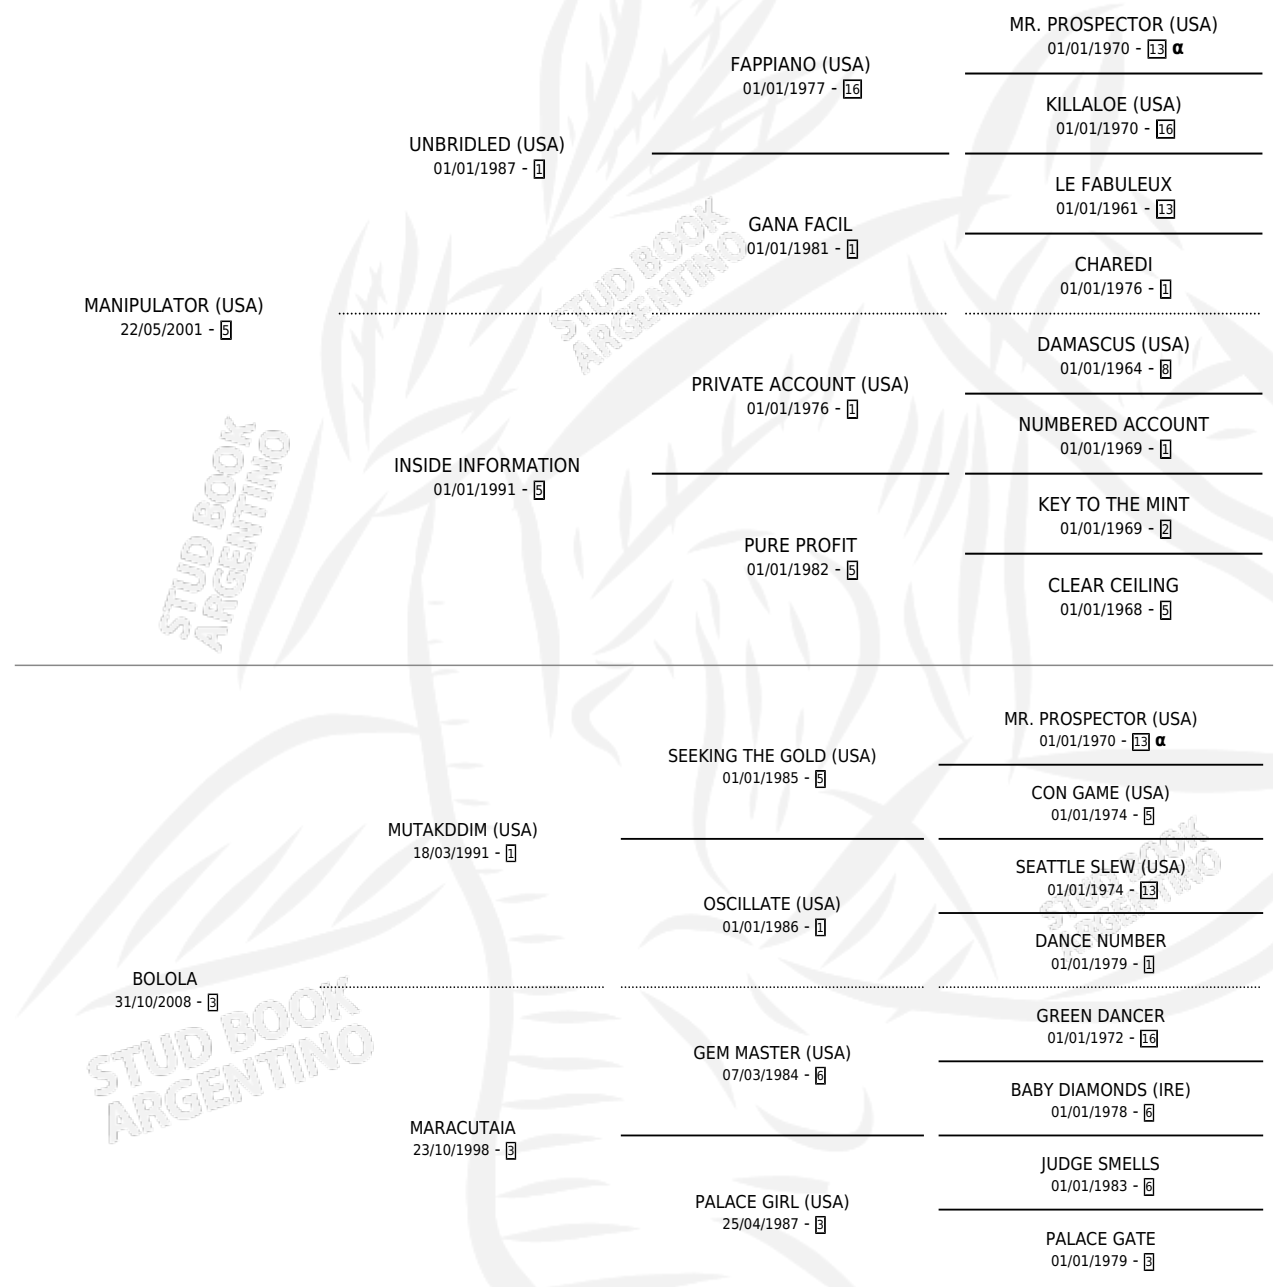 MR. PROSPECTOR (USA)
01/01/1970 - 13 α
FAPPIANO (USA)
01/01/1977 - 16
KILLALOE (USA)
01/01/1970 - 16
UNBRIDLED (USA)
01/01/1987 - 1
LE FABULEUX
01/01/1961 - 13
GANA FACIL
01/01/1981 - 1
CHAREDI
01/01/1976 - 1
MANIPULATOR (USA)
22/05/2001 - 5
DAMASCUS (USA)
01/01/1964 - 8
PRIVATE ACCOUNT (USA)
01/01/1976 - 1
NUMBERED ACCOUNT
01/01/1969 - 1
INSIDE INFORMATION
01/01/1991 - 5
KEY TO THE MINT
01/01/1969 - 2
PURE PROFIT
01/01/1982 - 5
CLEAR CEILING
01/01/1968 - 5
MR. PROSPECTOR (USA)
01/01/1970 - 13 α
SEEKING THE GOLD (USA)
01/01/1985 - 5
CON GAME (USA)
01/01/1974 - 5
MUTAKDDIM (USA)
18/03/1991 - 1
SEATTLE SLEW (USA)
01/01/1974 - 13
OSCILLATE (USA)
01/01/1986 - 1
DANCE NUMBER
01/01/1979 - 1
BOLOLA
31/10/2008 - 3
GREEN DANCER
01/01/1972 - 16
GEM MASTER (USA)
07/03/1984 - 6
BABY DIAMONDS (IRE)
01/01/1978 - 6
MARACUTAIA
23/10/1998 - 3
JUDGE SMELLS
01/01/1983 - 6
PALACE GIRL (USA)
25/04/1987 - 3
PALACE GATE
01/01/1979 - 3
STUD BOOK
ARGENTINO
STUD BOOK
ARGENTINO
STUD BOOK
ARGENTINO
STUD BOOK
ARGENTINO